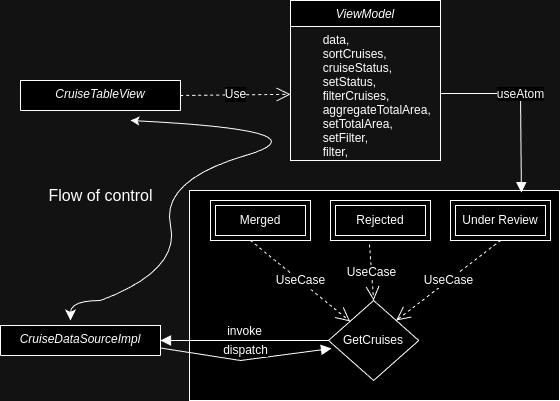 ViewModel
data,
sortCruises,
cruiseStatus,
setStatus,
filterCruises,
aggregateTotalArea,
setTotalArea,
setFilter,
filter,
CruiseTableView
Use
useAtom
Flow of control
Merged
Rejected
Under Review
UseCase
UseCase
UseCase
CruiseDataSourceImpl
invoke
dispatch
GetCruises